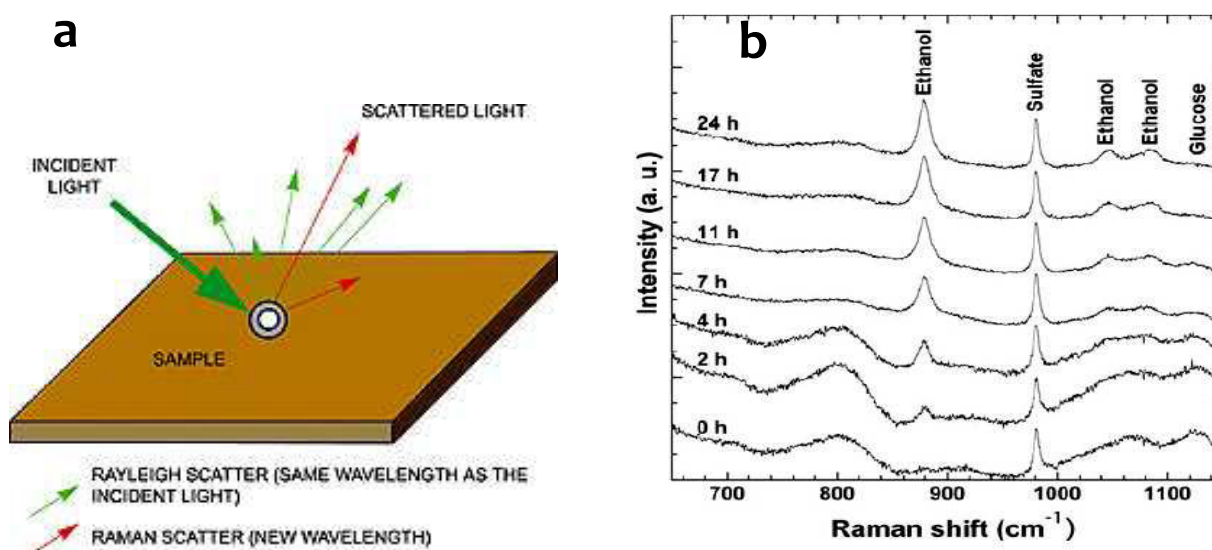 a
SCATTERED LIGHT
INCIDENT
LIGHT
SAMPLE
RAYLEIGH SCATTER (SAME WAVELENGTH AS THE
INCIDENT LIGHT)
RAMAN SCATTER (NEW WAVELENGTH)
b
Ethanol
Sulfate
Ethanol
Ethanol
Glucose
24 h
17 h
11 h
7 h
4 h
2 h
0 h
Intensity (a. u.)
700 800 900 1000 1100
Raman shift (cm⁻¹)